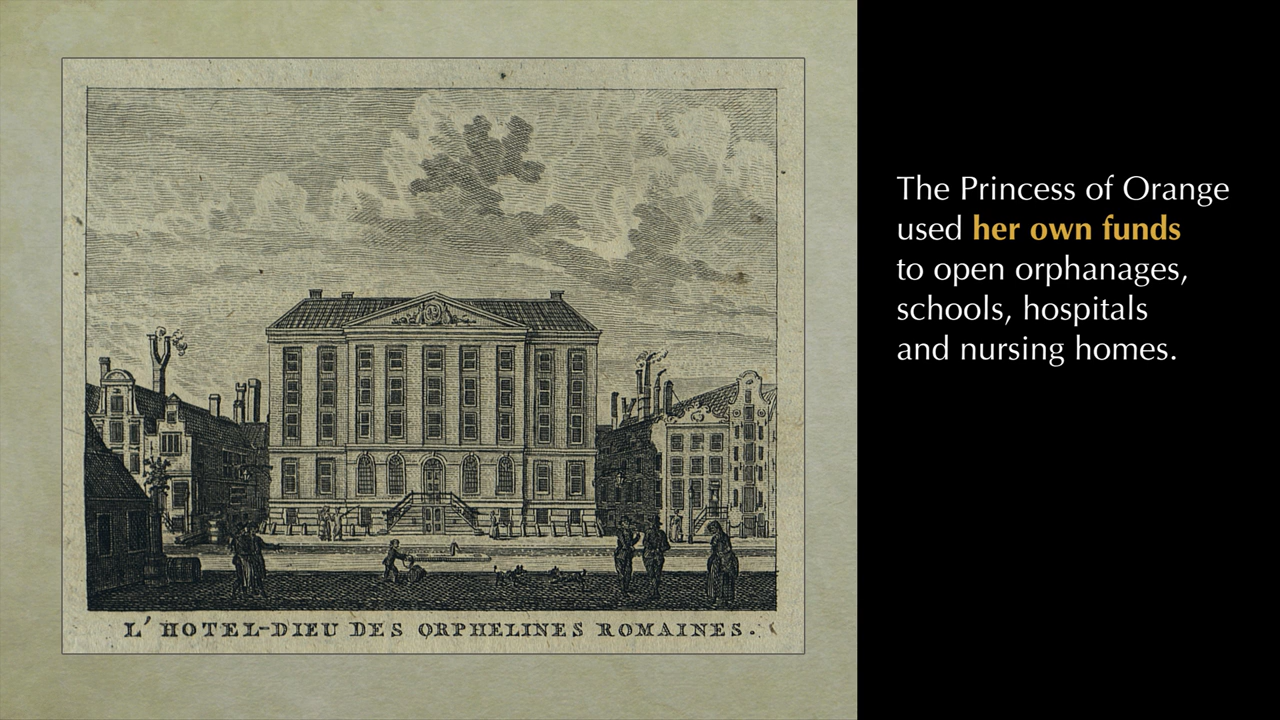 The Princess of Orange
used her own funds
to open orphanages,
schools, hospitals
and nursing homes.
L' HOTEL-DIEU DES ORPHELINES ROMAINES.